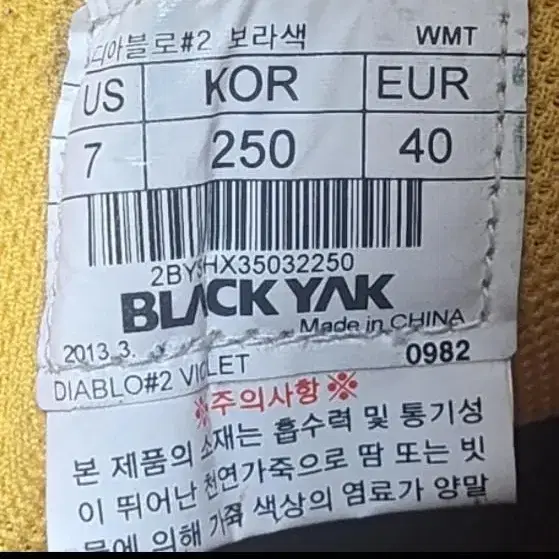 디아블로#2 보라색 WMT
US KOR EUR
7 250 40
2BYSHX35032250
BLACK YAK
Made in CHINA
2013.3. 0982
DIABLO#2 VIOLET
※주의사항※
본 제품의 소재는 흡수력 및 통기성
이 뛰어난 천연가죽으로 땀 또는 빗
물에 의해 가죽 색상의 염료가 양말